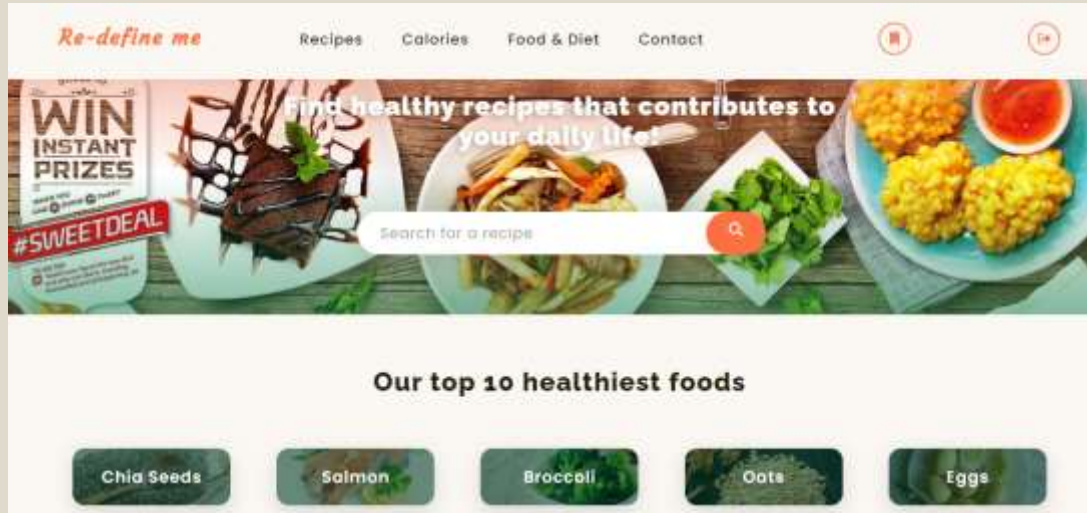 Re-define me
Recipes
Calories
Food & Diet
Contact
WIN
INSTANT
PRIZES
#SWEETDEAL
Find healthy recipes that contributes to
your daily life!
Search for a recipe
Our top 10 healthiest foods
Chia Seeds
Salmon
Broccoli
Oats
Eggs